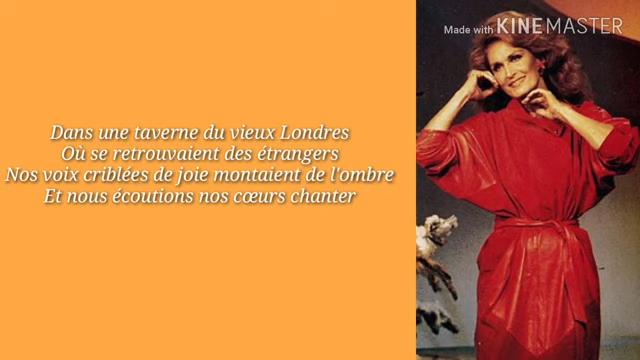 Made with KINEMASTER
Dans une taverne du vieux Londres
Où se retrouvaient des étrangers
Nos voix criblées de joie montaient de l'ombre
Et nous écoutions nos cœurs chanter